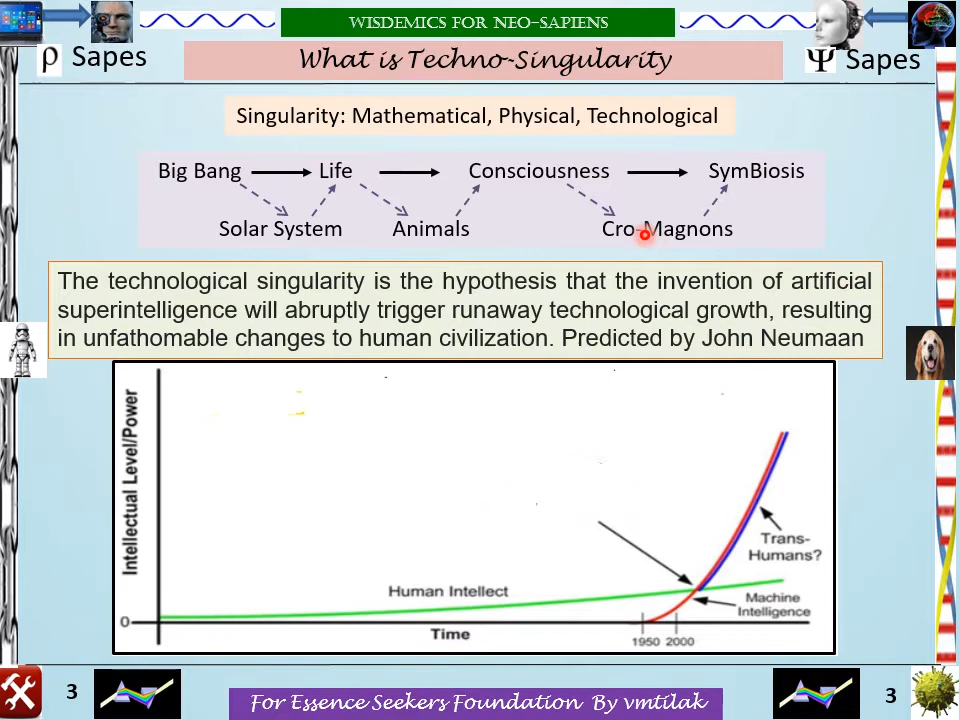 WISDEMICS FOR NEO-SAPIENS
ρ Sapes
What is Techno-Singularity
Ψ Sapes
Singularity: Mathematical, Physical, Technological
Big Bang Life Consciousness SymBiosis
Solar System Animals Cro-Magnons
The technological singularity is the hypothesis that the invention of artificial
superintelligence will abruptly trigger runaway technological growth, resulting
in unfathomable changes to human civilization. Predicted by John Neumaan
Intellectual Level/Power
Trans-
Humans?
Human Intellect
Machine
Intelligence
0
Time
1950 2000
3
For Essence Seekers Foundation By vmtilak
3